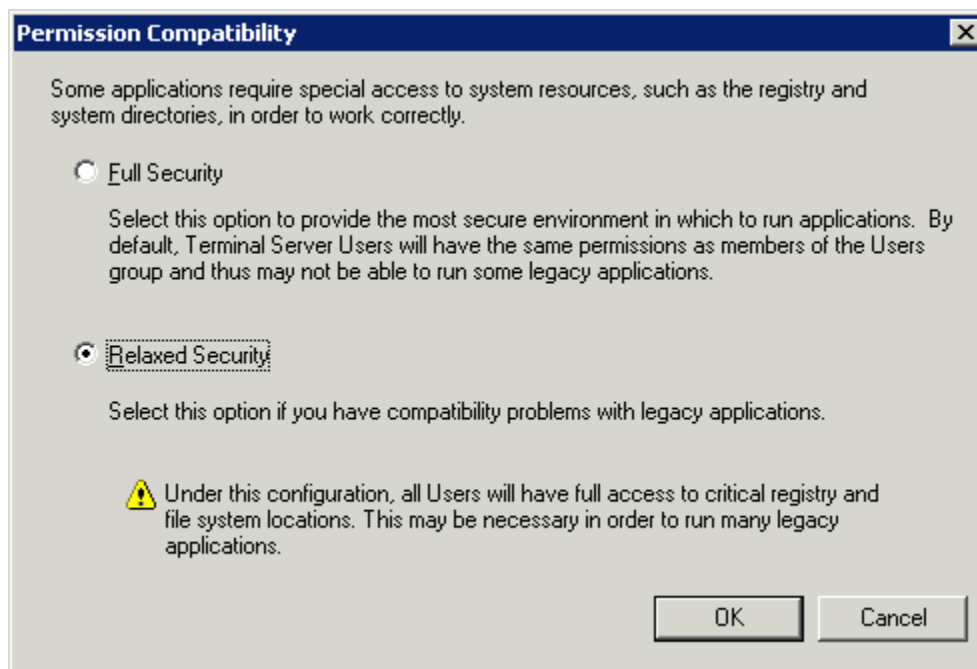 Permission Compatibility
Some applications require special access to system resources, such as the registry and
system directories, in order to work correctly.
Full Security
Select this option to provide the most secure environment in which to run applications.  By
default, Terminal Server Users will have the same permissions as members of the Users
group and thus may not be able to run some legacy applications.
Relaxed Security
Select this option if you have compatibility problems with legacy applications.
Under this configuration, all Users will have full access to critical registry and
file system locations. This may be necessary in order to run many legacy
applications.
OK
Cancel